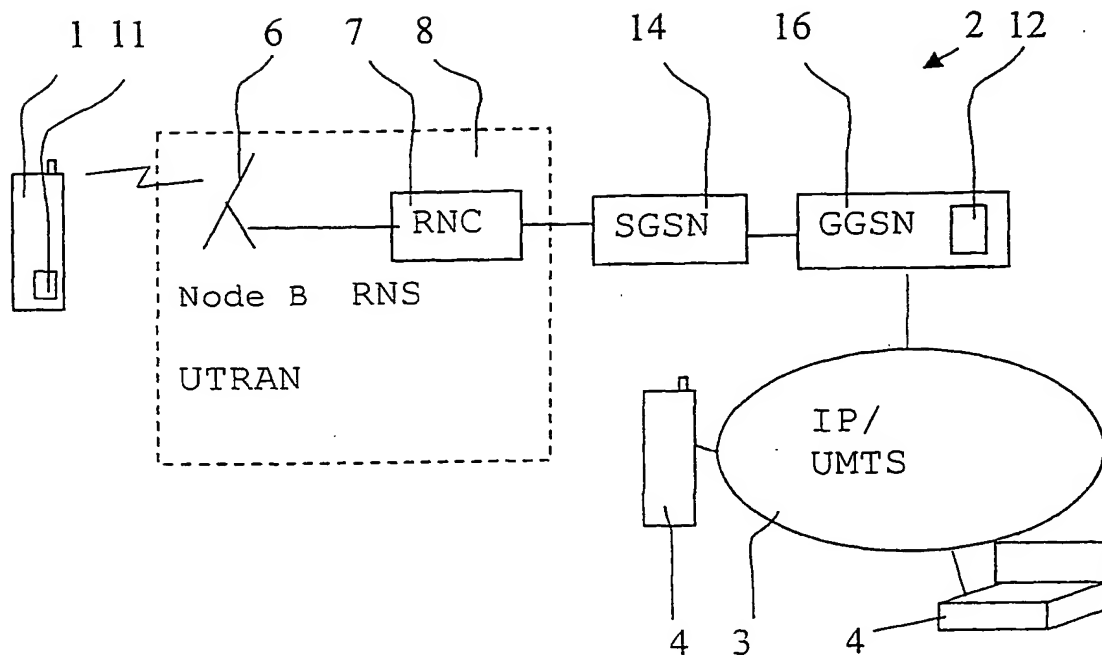 1 11 6 7 8 14 16 2 12
RNC SGSN GGSN
Node B RNS
UTRAN
IP/
UMTS
4 3 4